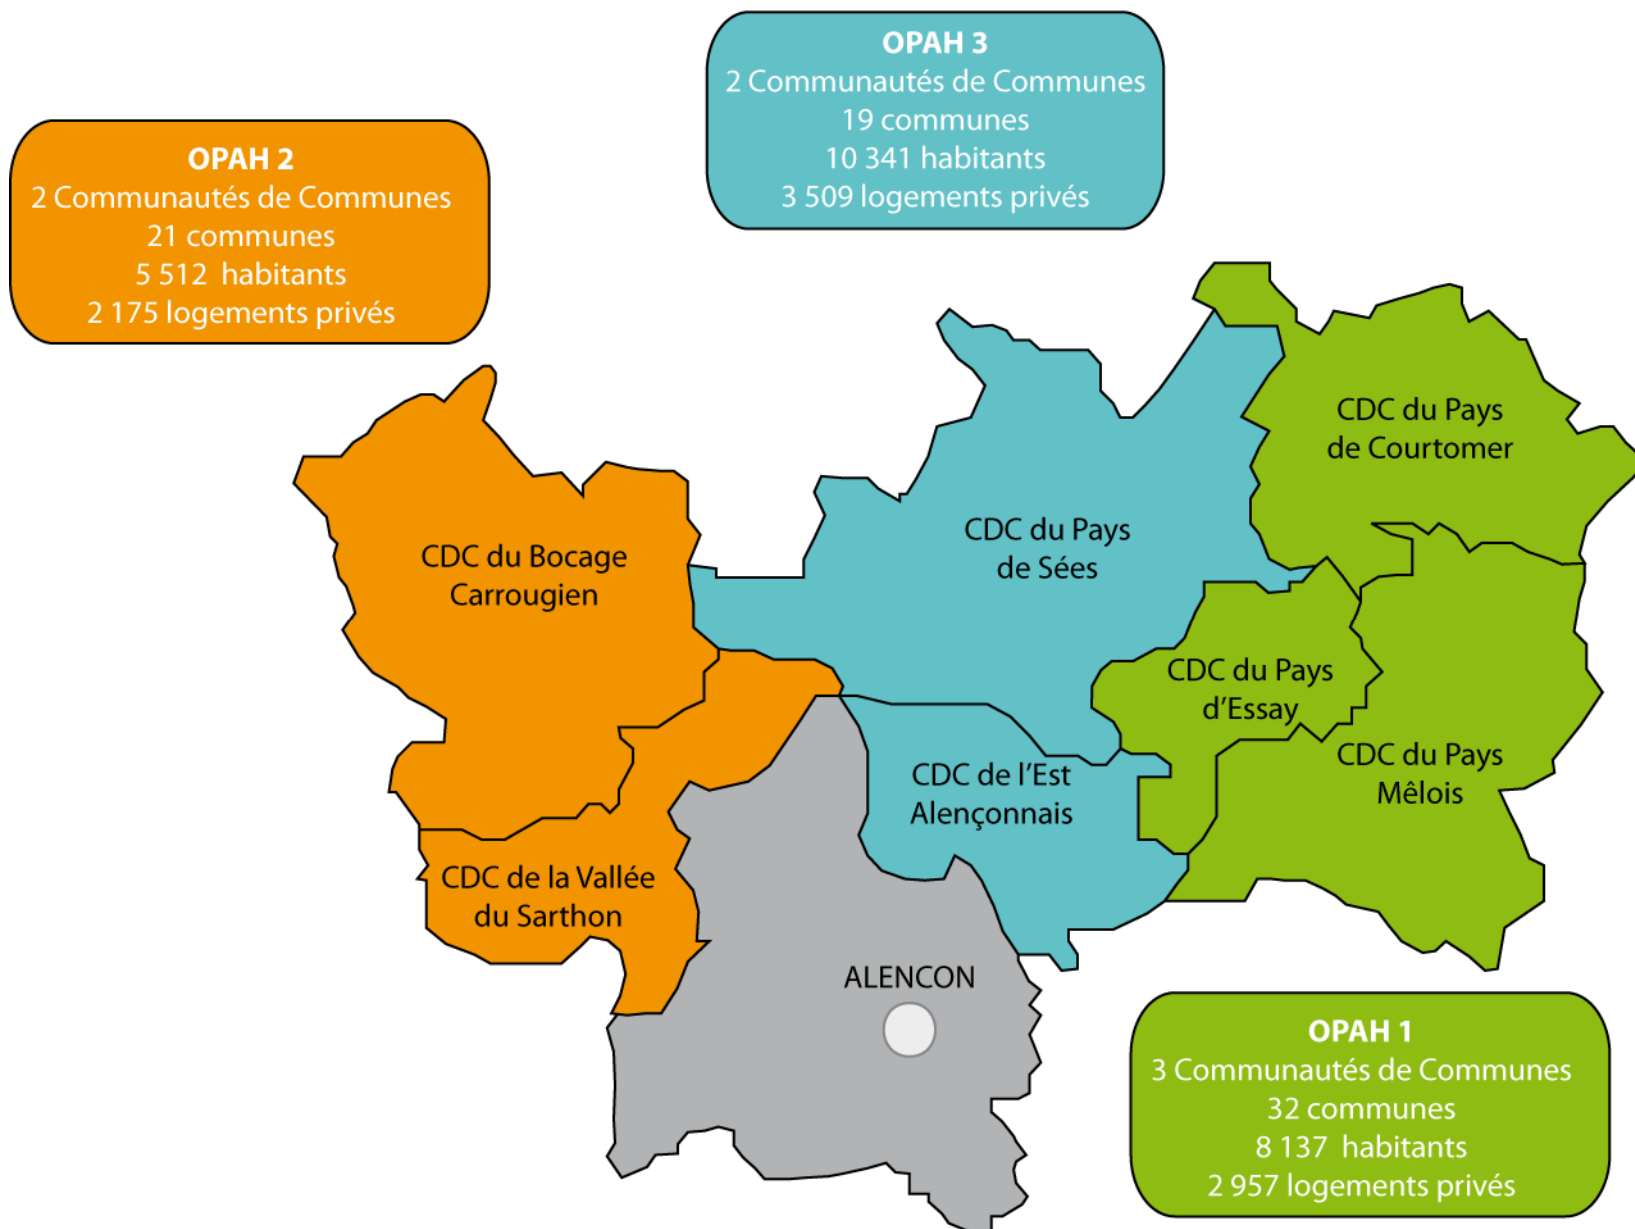 OPAH 3
2 Communautés de Communes
19 communes
10 341 habitants
3 509 logements privés
OPAH 2
2 Communautés de Communes
21 communes
5 512 habitants
2 175 logements privés
CDC du Pays
de Courtomer
CDC du Pays
de Sées
CDC du Bocage
Carrougien
CDC du Pays
d'Essay
CDC du Pays
Mêlois
CDC de l'Est
Alençonnais
CDC de la Vallée
du Sarthon
ALENCON
OPAH 1
3 Communautés de Communes
32 communes
8 137 habitants
2 957 logements privés